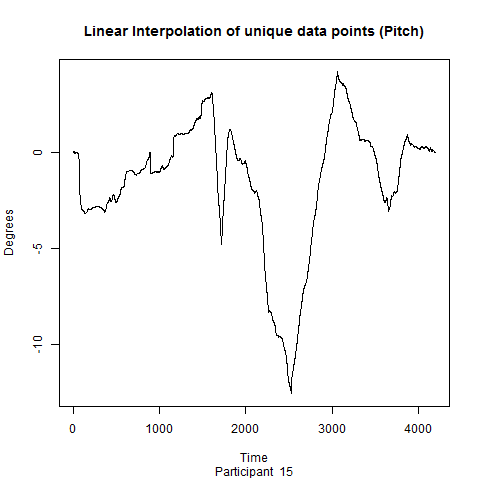 Linear Interpolation of unique data points (Pitch)
0
-5
-10
Degrees
0 1000 2000 3000 4000
Time
Participant 15